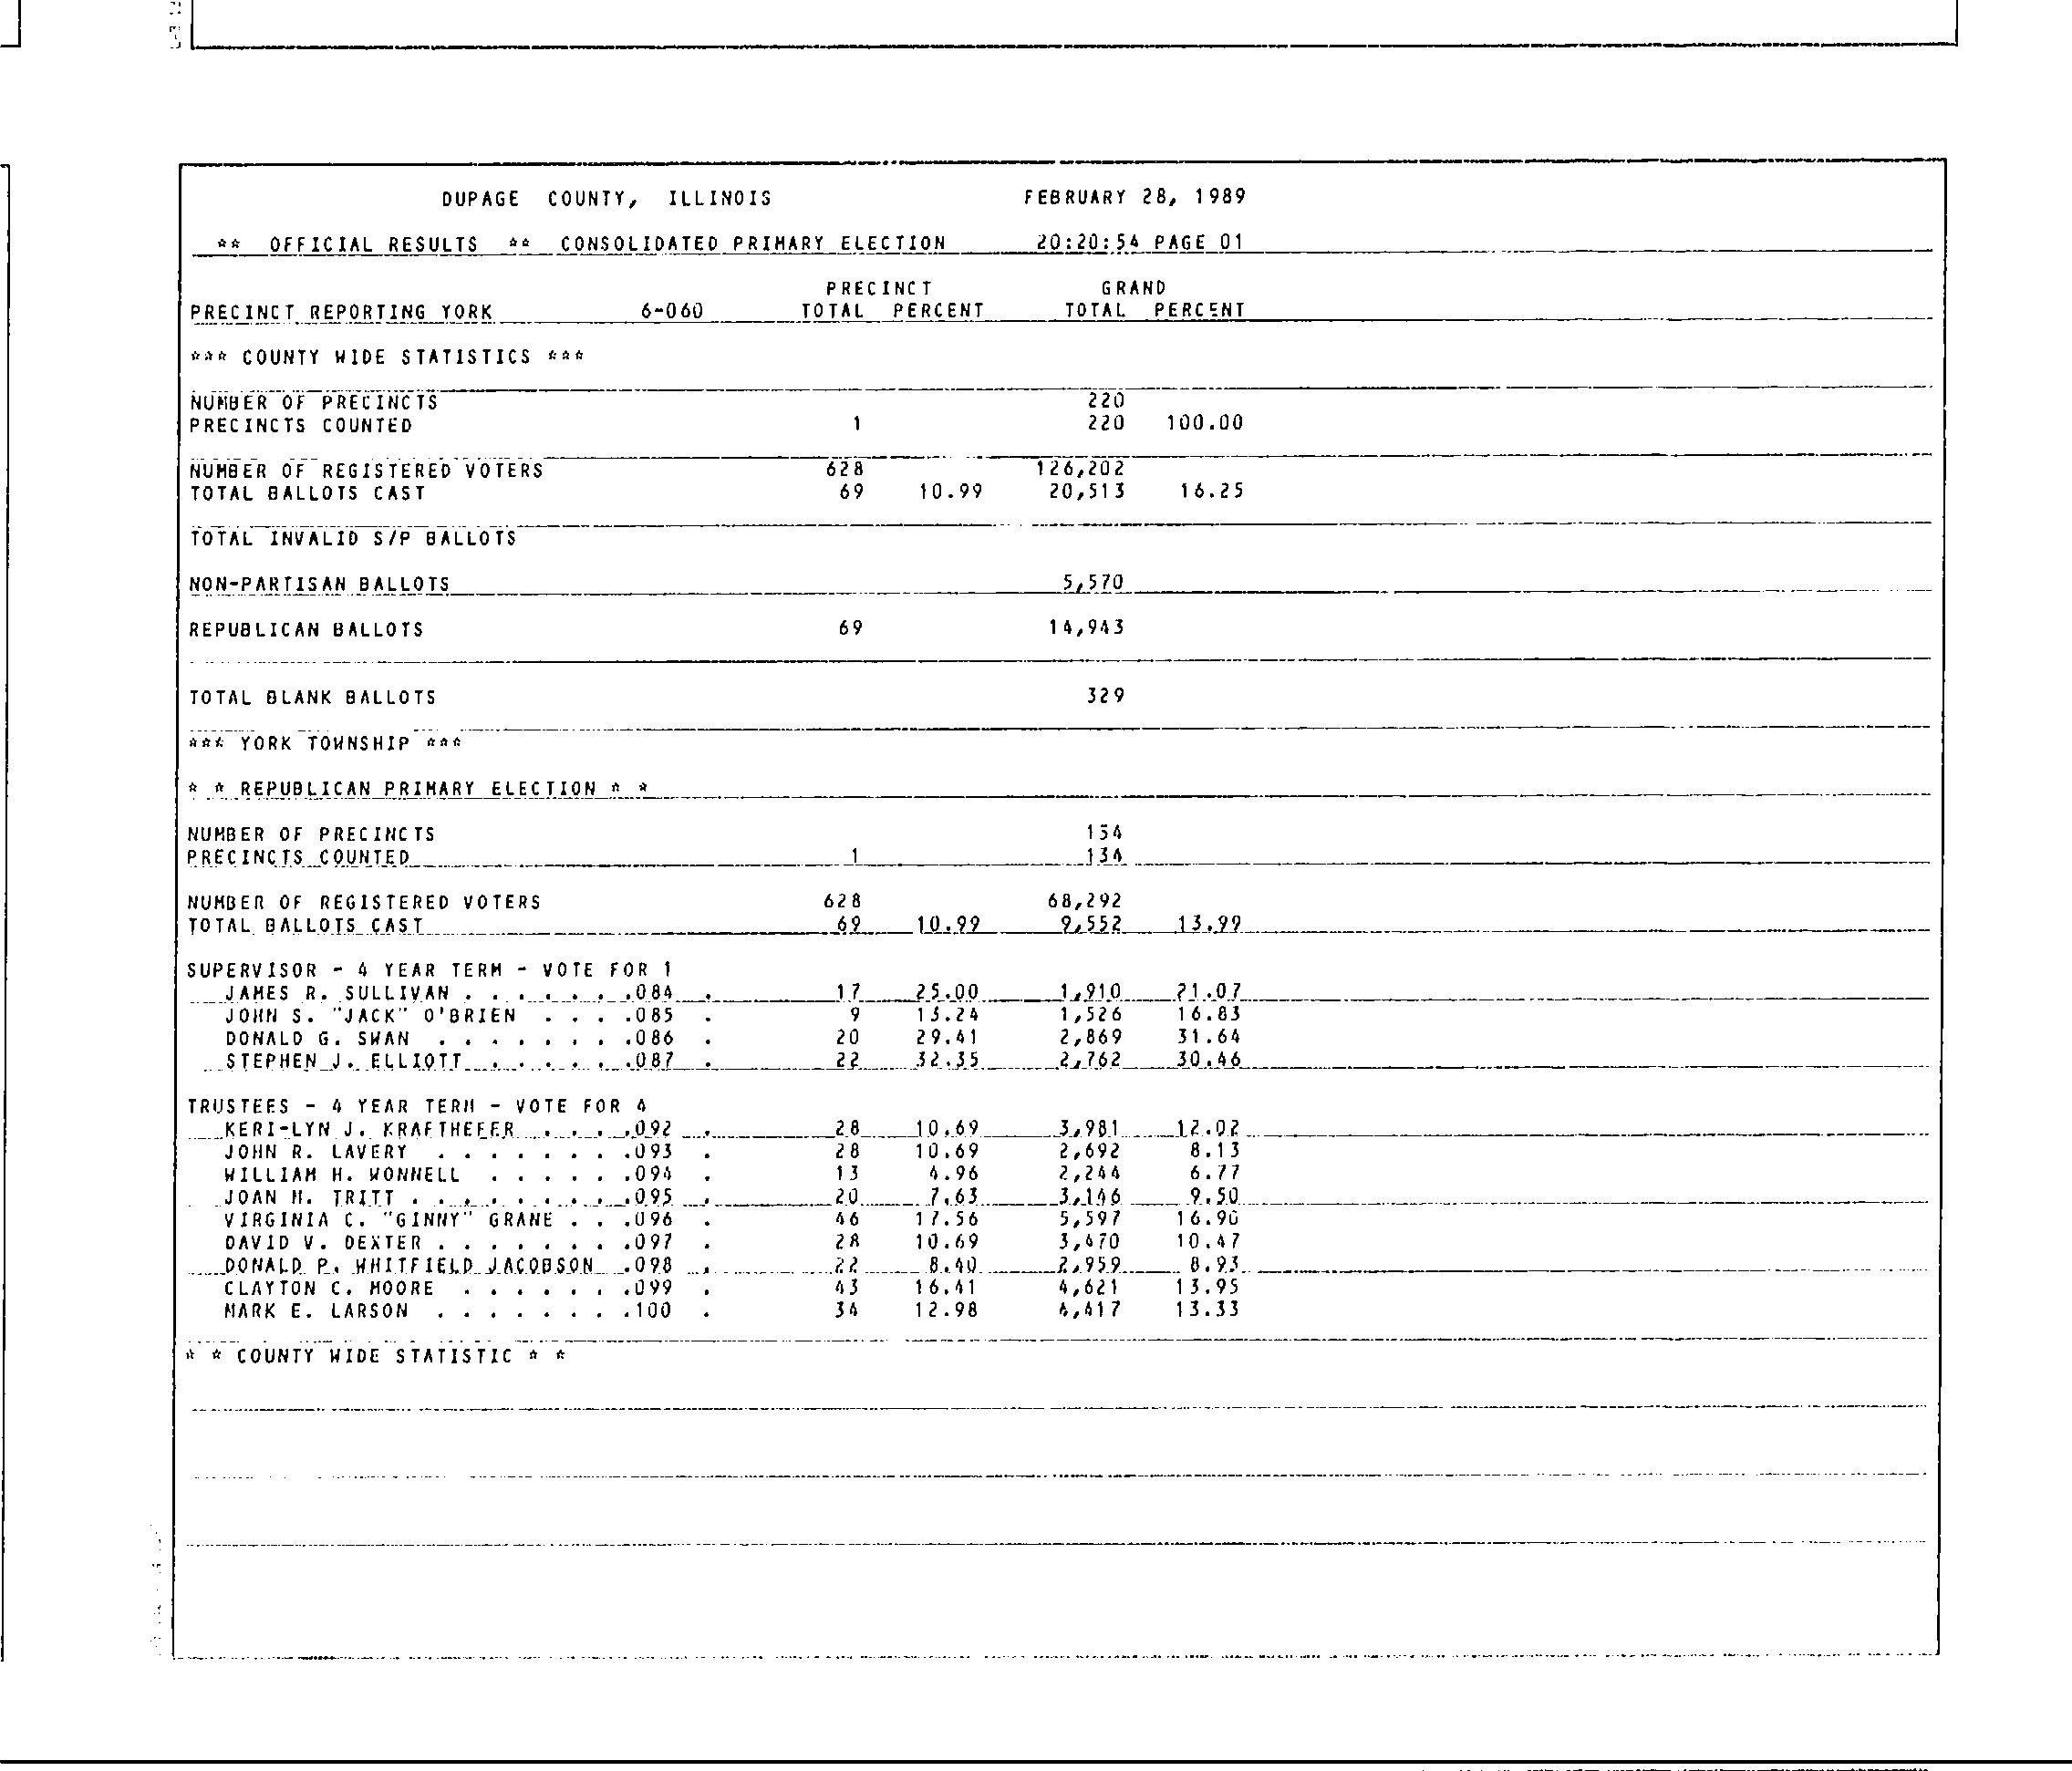 DUPAGE COUNTY, ILLINOIS FEBRUARY 28, 1989
** OFFICIAL RESULTS ** CONSOLIDATED PRIMARY ELECTION 20:20:54 PAGE 01
PRECINCT GRAND
PRECINCT REPORTING YORK 6-060 TOTAL PERCENT TOTAL PERCENT
*** COUNTY WIDE STATISTICS ***
NUMBER OF PRECINCTS 220
PRECINCTS COUNTED 1 220 100.00
NUMBER OF REGISTERED VOTERS 628 126,202
TOTAL BALLOTS CAST 69 10.99 20,513 16.25
TOTAL INVALID S/P BALLOTS
NON-PARTISAN BALLOTS 5,570
REPUBLICAN BALLOTS 69 14,943
TOTAL BLANK BALLOTS 329
*** YORK TOWNSHIP ***
* * REPUBLICAN PRIMARY ELECTION * *
NUMBER OF PRECINCTS 134
PRECINCTS COUNTED 1 134
NUMBER OF REGISTERED VOTERS 628 68,292
TOTAL BALLOTS CAST 69 10.99 9,552 13.99
SUPERVISOR - 4 YEAR TERM - VOTE FOR 1
JAMES R. SULLIVAN . . . . . . .084 . 17 25.00 1,910 21.07
JOHN S. "JACK" O'BRIEN . . . .085 . 9 13.24 1,526 16.83
DONALD G. SWAN . . . . . . . .086 . 20 29.41 2,869 31.64
STEPHEN J. ELLIOTT . . . . . .087 . 22 32.35 2,762 30.46
TRUSTEES - 4 YEAR TERM - VOTE FOR 4
KERI-LYN J. KRAFTHEFER . . . .092 . 28 10.69 3,981 12.02
JOHN R. LAVERY . . . . . . . .093 . 28 10.69 2,692 8.13
WILLIAM H. WONNELL . . . . . .094 . 13 4.96 2,244 6.77
JOAN M. TRITT . . . . . . . . .095 . 20 7.63 3,146 9.50
VIRGINIA C. "GINNY" GRANE . . .096 . 46 17.56 5,597 16.90
DAVID V. DEXTER . . . . . . . .097 . 28 10.69 3,470 10.47
DONALD P. WHITFIELD JACOBSON .098 . 22 8.40 2,959 8.93
CLAYTON C. MOORE . . . . . . .099 . 43 16.41 4,621 13.95
MARK E. LARSON . . . . . . . .100 . 34 12.98 4,417 13.33
* * COUNTY WIDE STATISTIC * *